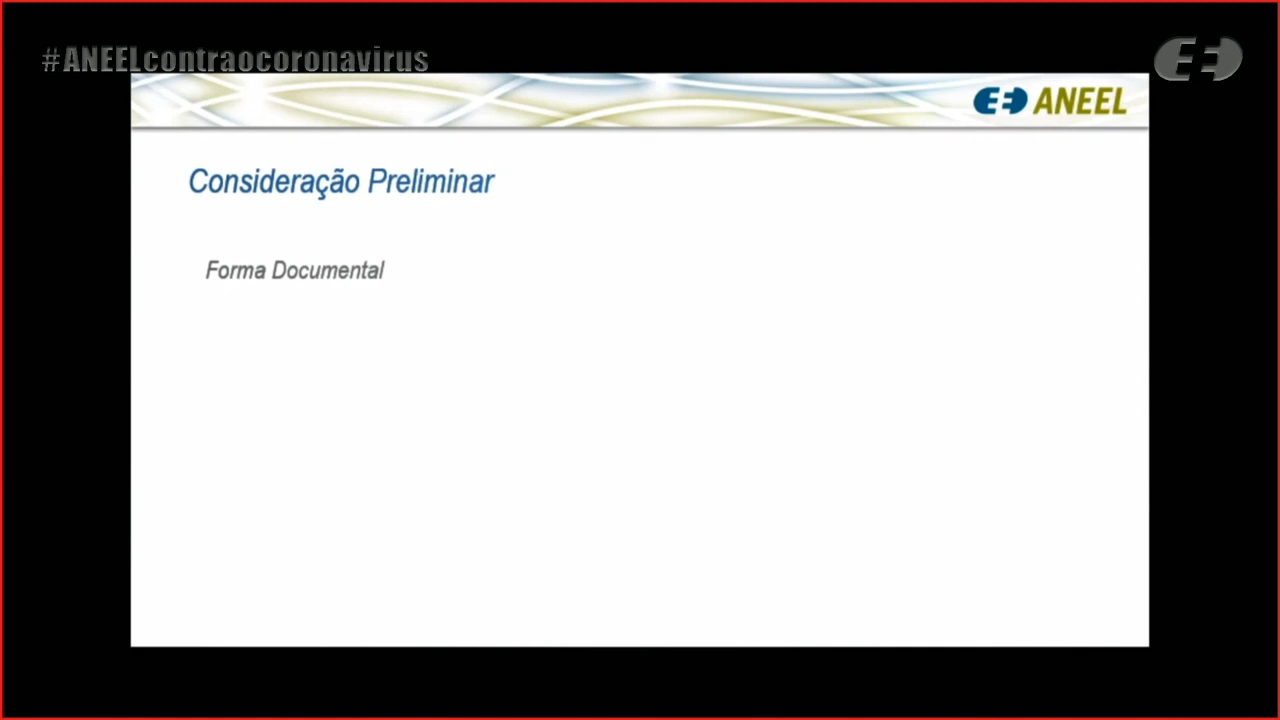 #ANEELcontraocoronavirus
ANEEL
Consideração Preliminar
Forma Documental